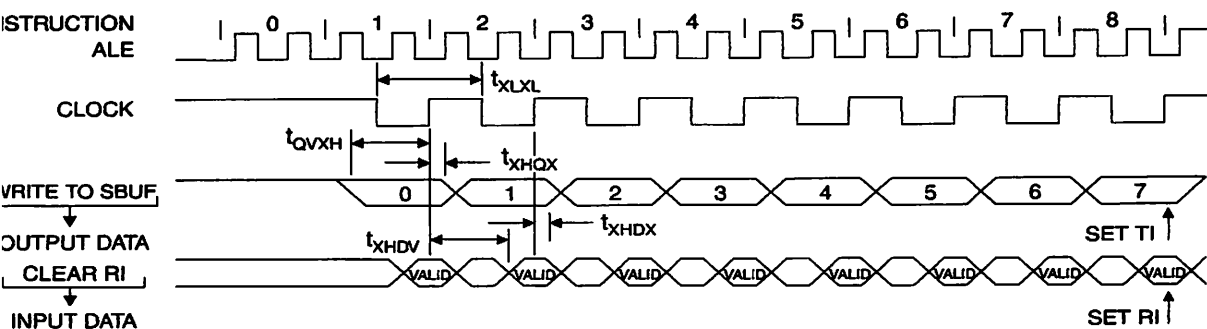 ISTRUCTION 0 1 2 3 4 5 6 7 8
ALE
tXLXL
CLOCK
tQVXH
tXHQX
WRITE TO SBUF 0 1 2 3 4 5 6 7
tXHDX
SET TI
OUTPUT DATA
tXHDV
CLEAR RI VALID VALID VALID VALID VALID VALID VALID VALID
SET RI
INPUT DATA